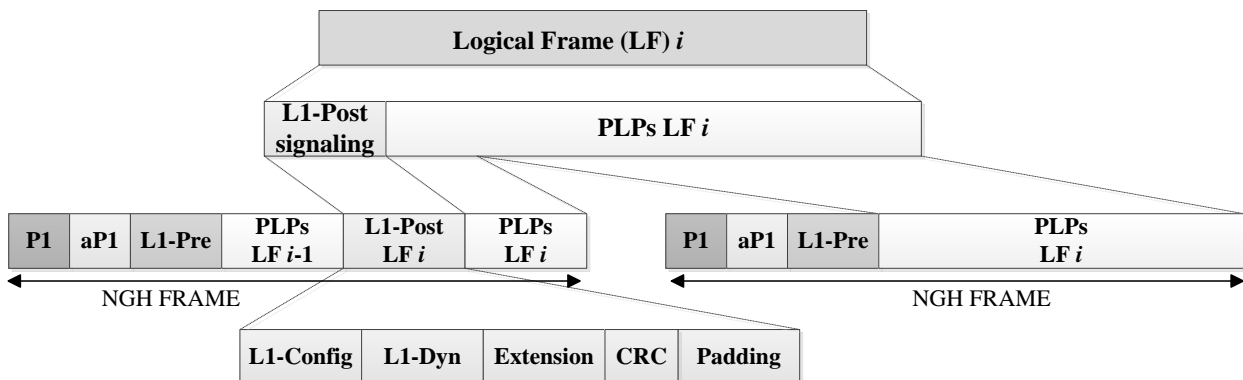 Logical Frame (LF) i
L1-Post
signaling
PLPs LF i
P1
aP1
L1-Pre
PLPs
LF i-1
L1-Post
LF i
PLPs
LF i
P1
aP1
L1-Pre
PLPs
LF i
NGH FRAME
NGH FRAME
L1-Config
L1-Dyn
Extension
CRC
Padding